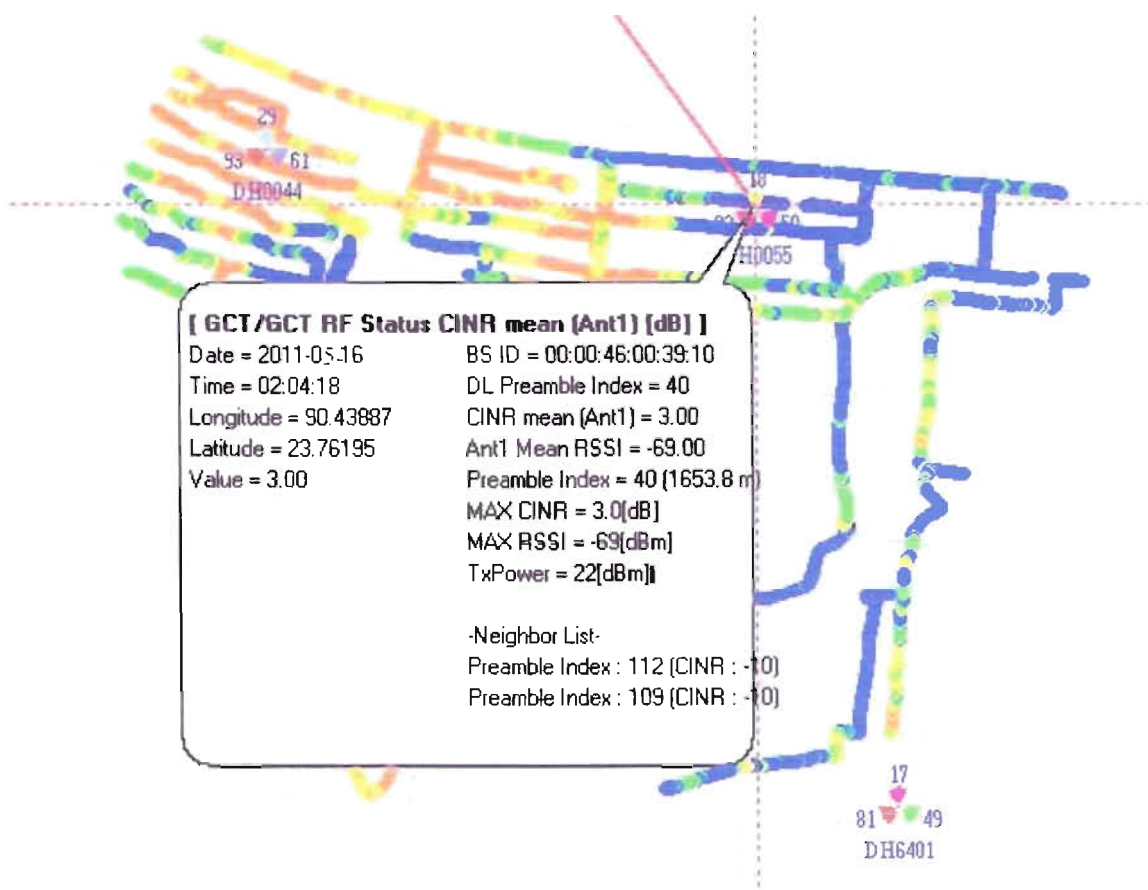 29
93 61
DH0044
18
50
H0055
[ GCT/GCT RF Status CINR mean (Ant1) [dB] ]
Date = 2011-05-16
Time = 02:04:18
Longitude = 90.43887
Latitude = 23.76195
Value = 3.00
BS ID = 00:00:46:00:39:10
DL Preamble Index = 40
CINR mean (Ant1) = 3.00
Ant1 Mean RSSI = -69.00
Preamble Index = 40 (1653.8 m)
MAX CINR = 3.0[dB]
MAX RSSI = -69[dBm]
TxPower = 22[dBm]
-Neighbor List-
Preamble Index : 112 (CINR : -10)
Preamble Index : 109 (CINR : -10)
17
81 49
DH6401